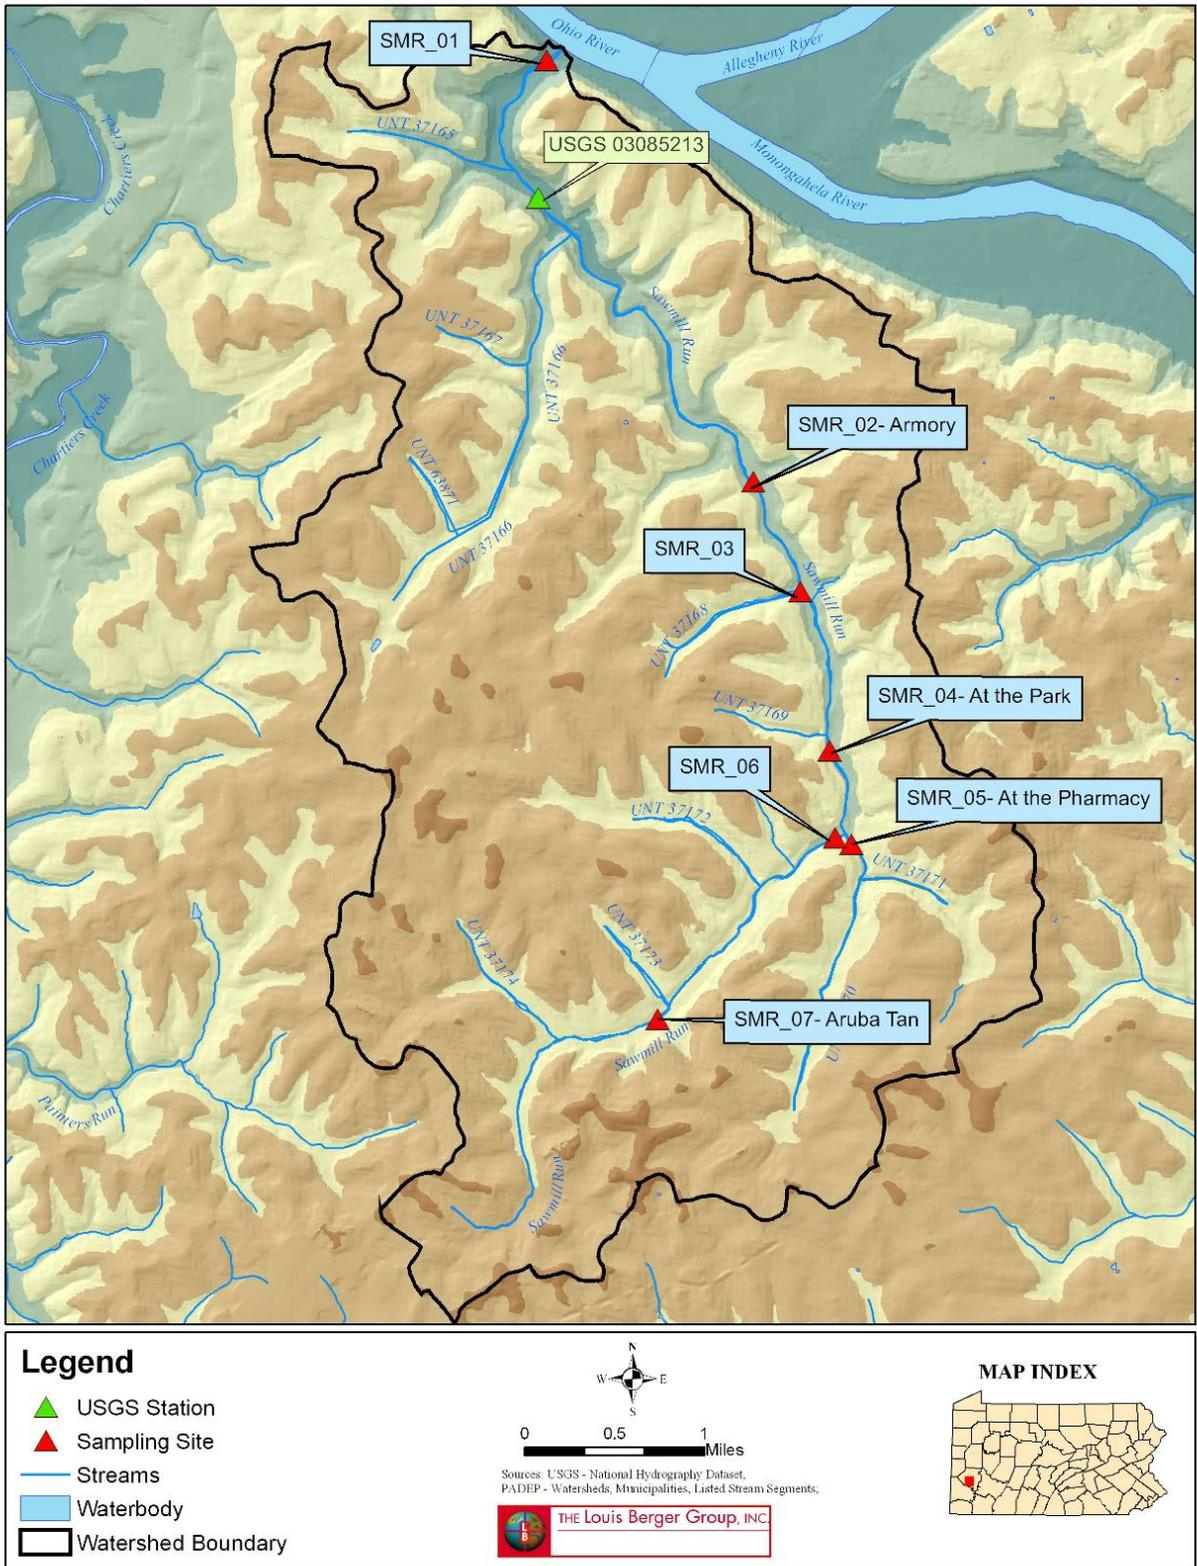 SMR_01
Ohio River
Allegheny River
Chartiers Creek
UNT 37165
USGS 03085213
Monongahela River
UNT 37167
Sawmill Run
UNT 37166
Chartiers Creek
SMR_02- Armory
UNT 63871
UNT 37166
SMR_03
Sawmill Run
UNT 37168
SMR_04- At the Park
UNT 37169
SMR_06
SMR_05- At the Pharmacy
UNT 37172
UNT 37171
UNT 37174
UNT 37173
SMR_07- Aruba Tan
Sawmill Run
Painters Run
Sawmill Run
Legend
USGS Station
Sampling Site
Streams
Waterbody
Watershed Boundary
N
W E
S
0 0.5 1
Miles
Sources: USGS - National Hydrography Dataset,
PADEP - Watersheds, Municipalities, Listed Stream Segments;
L
B
THE Louis Berger Group, INC.
MAP INDEX